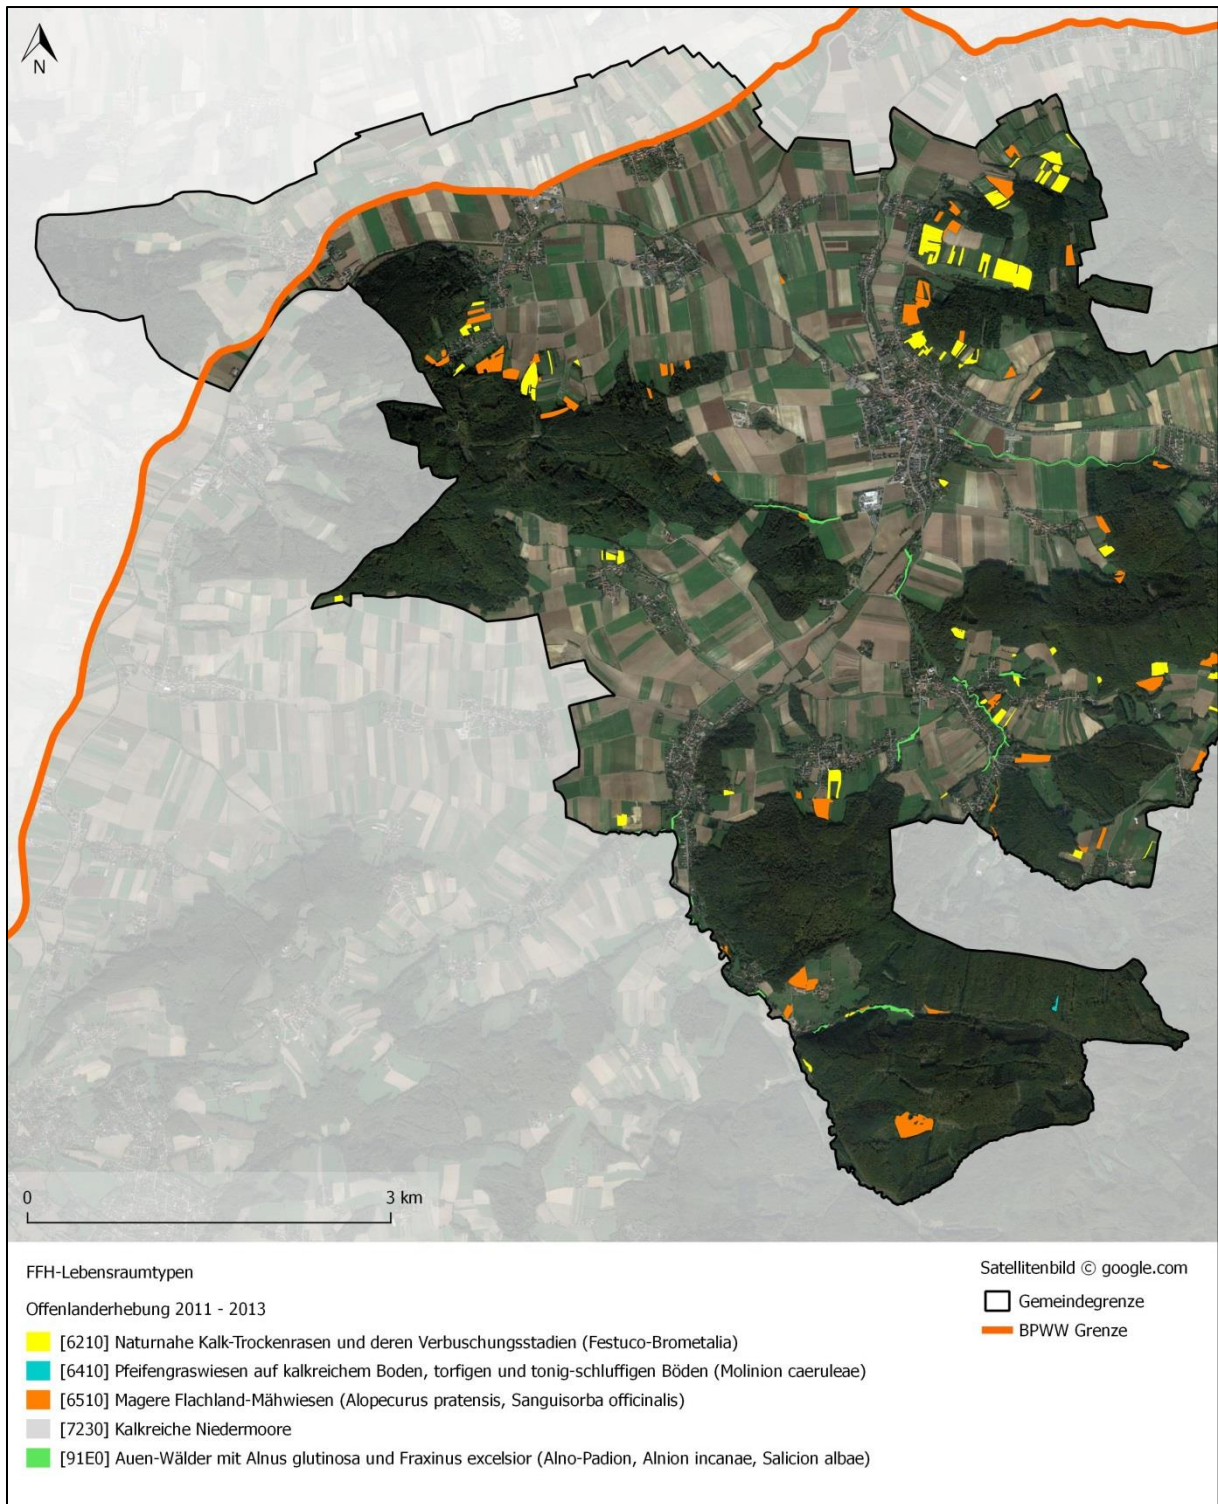 N
0 3 km
FFH-Lebensraumtypen
Satellitenbild © google.com
Offenlanderhebung 2011 - 2013
Gemeindegrenze
BPWW Grenze
[6210] Naturnahe Kalk-Trockenrasen und deren Verbuschungsstadien (Festuco-Brometalia)
[6410] Pfeifengraswiesen auf kalkreichem Boden, torfigen und tonig-schluffigen Böden (Molinion caeruleae)
[6510] Magere Flachland-Mähwiesen (Alopecurus pratensis, Sanguisorba officinalis)
[7230] Kalkreiche Niedermoore
[91E0] Auen-Wälder mit Alnus glutinosa und Fraxinus excelsior (Alno-Padion, Alnion incanae, Salicion albae)